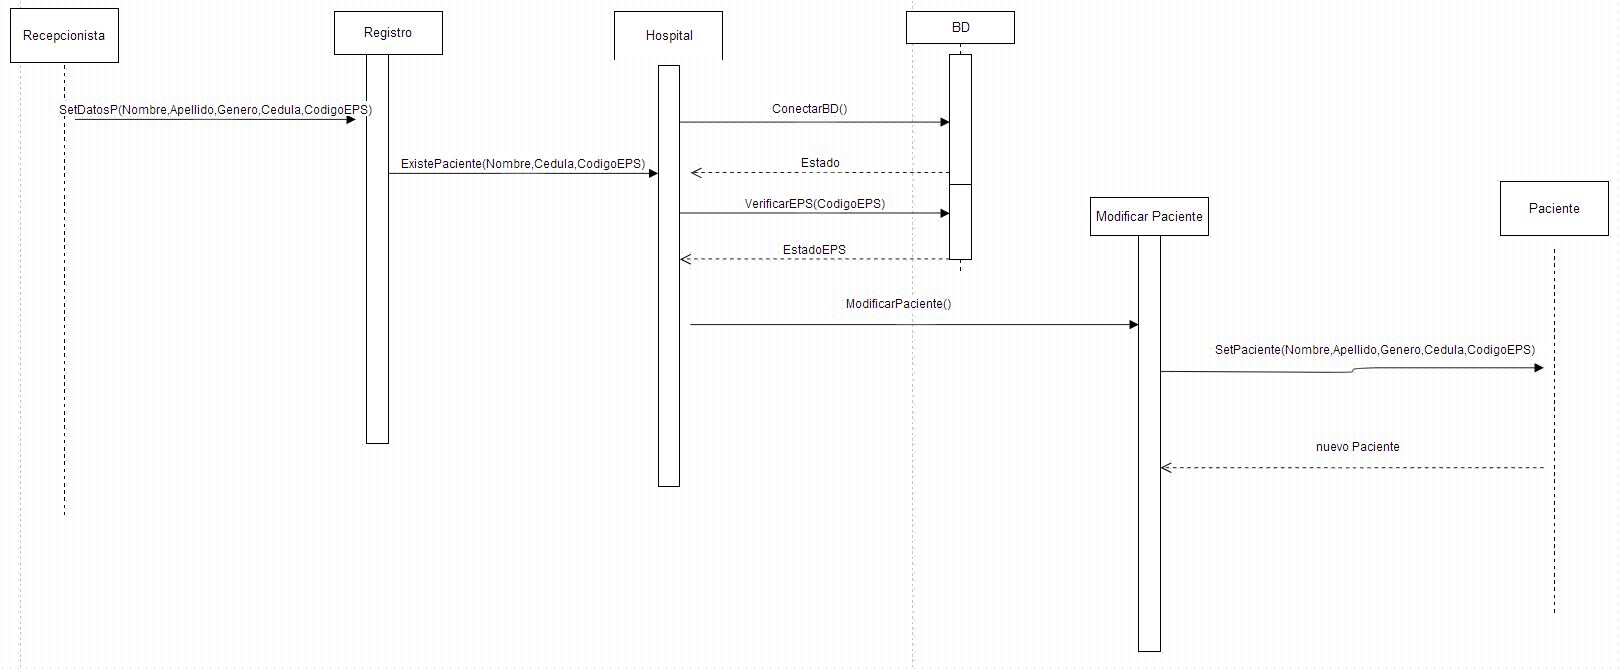 Recepcionista
Registro
Hospital
BD
SetDatosP(Nombre,Apellido,Genero,Cedula,CodigoEPS)
ConectarBD()
ExistePaciente(Nombre,Cedula,CodigoEPS)
Estado
VerificarEPS(CodigoEPS)
Modificar Paciente
Paciente
EstadoEPS
ModificarPaciente()
SetPaciente(Nombre,Apellido,Genero,Cedula,CodigoEPS)
nuevo Paciente